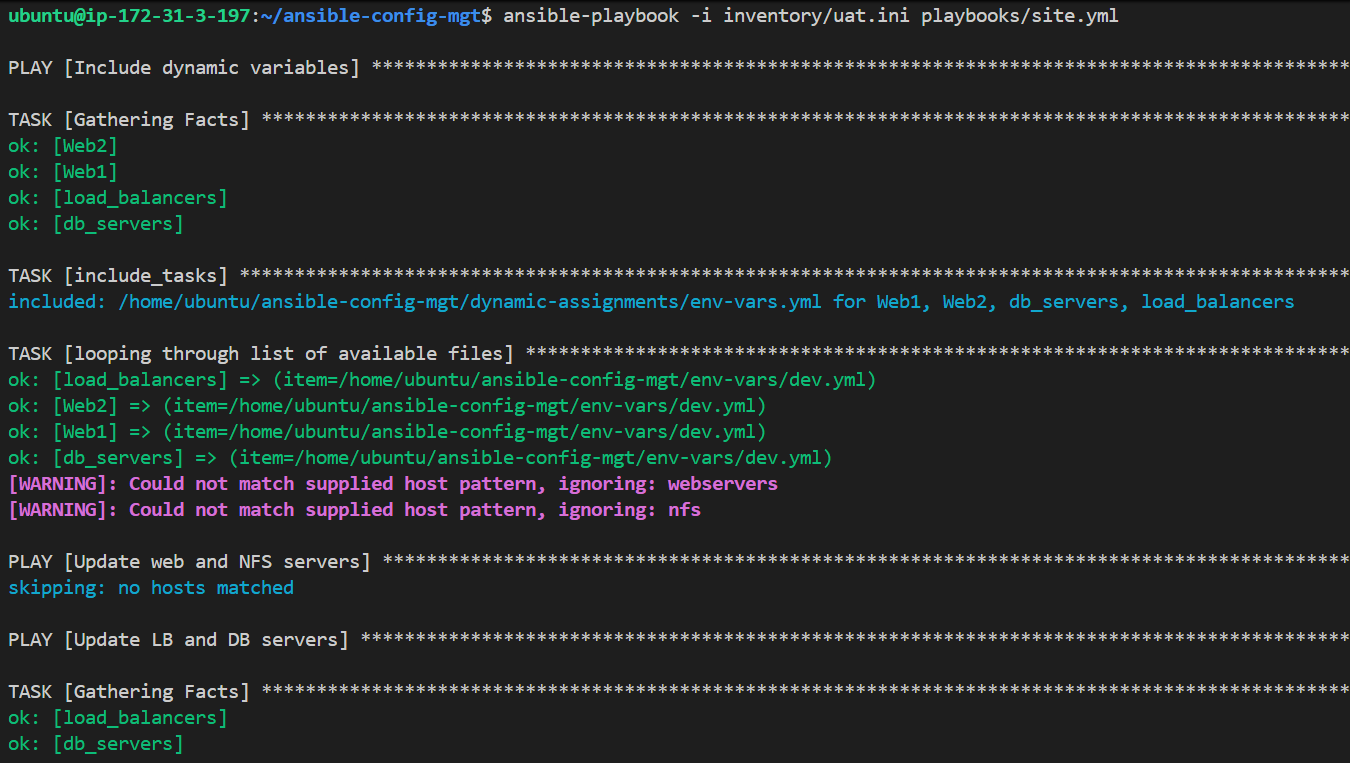 ubuntu@ip-172-31-3-197:~/ansible-config-mgt$ ansible-playbook -i inventory/uat.ini playbooks/site.yml
PLAY [Include dynamic variables] *****************************************************************************************
TASK [Gathering Facts] ***************************************************************************************************
ok: [Web2]
ok: [Web1]
ok: [load_balancers]
ok: [db_servers]
TASK [include_tasks] *****************************************************************************************************
included: /home/ubuntu/ansible-config-mgt/dynamic-assignments/env-vars.yml for Web1, Web2, db_servers, load_balancers
TASK [looping through list of available files] ***************************************************************************
ok: [load_balancers] => (item=/home/ubuntu/ansible-config-mgt/env-vars/dev.yml)
ok: [Web2] => (item=/home/ubuntu/ansible-config-mgt/env-vars/dev.yml)
ok: [Web1] => (item=/home/ubuntu/ansible-config-mgt/env-vars/dev.yml)
ok: [db_servers] => (item=/home/ubuntu/ansible-config-mgt/env-vars/dev.yml)
[WARNING]: Could not match supplied host pattern, ignoring: webservers
[WARNING]: Could not match supplied host pattern, ignoring: nfs
PLAY [Update web and NFS servers] ****************************************************************************************
skipping: no hosts matched
PLAY [Update LB and DB servers] ******************************************************************************************
TASK [Gathering Facts] ***************************************************************************************************
ok: [load_balancers]
ok: [db_servers]